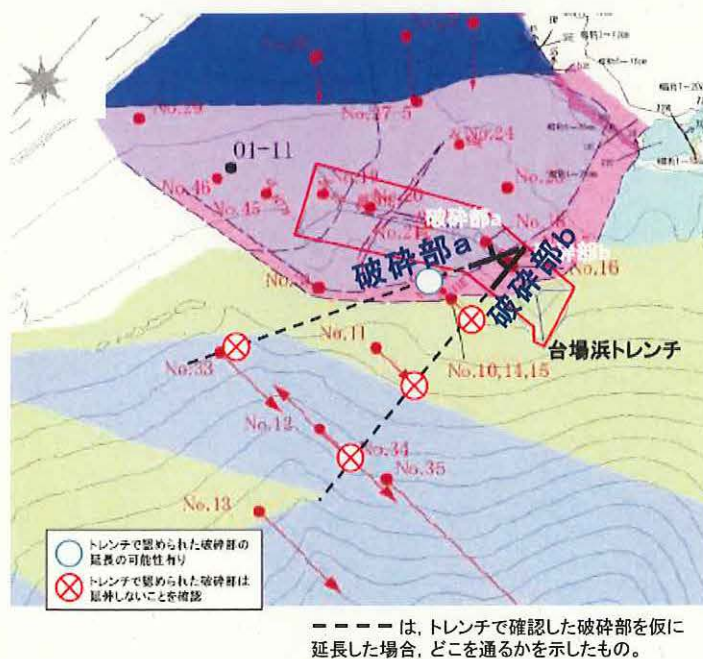 No.29
No.27-5
No.24
01-11
No.46
No.45
No.19
No.20
No.16
破砕部a
破砕部a
破砕部b
台場浜トレンチ
No.11
No.33
No.10,14,15
No.12
No.34
No.35
No.13
トレンチで認められた破砕部の
延長の可能性有り
トレンチで認められた破砕部は
延伸しないことを確認
は，トレンチで確認した破砕部を仮に
延長した場合，どこを通るかを示したもの。